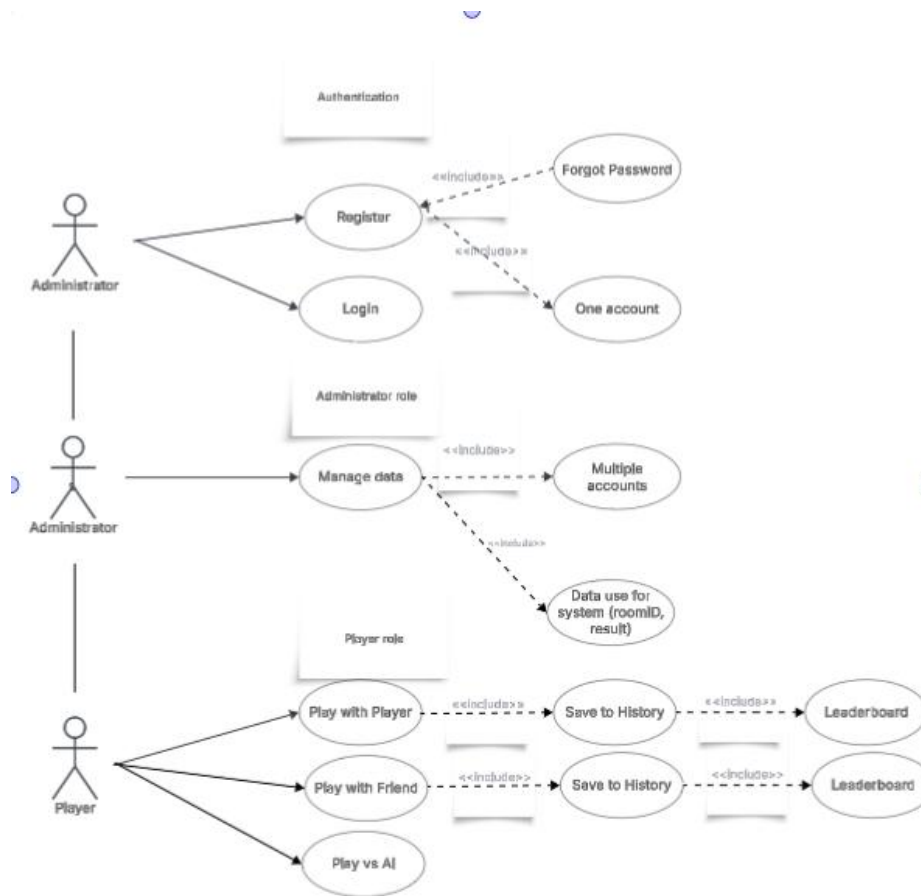 Authentication
<<include>>
Forgot Password
Register
Administrator
<<include>>
Login
One account
Administrator role
<<include>>
Manage data
Multiple
accounts
Administrator
<<include>>
Data use for
system (roomID,
result)
Player role
Play with Player
<<include>>
Save to History
<<include>>
Leaderboard
Player
Play with Friend
<<include>>
Save to History
<<include>>
Leaderboard
Play vs AI